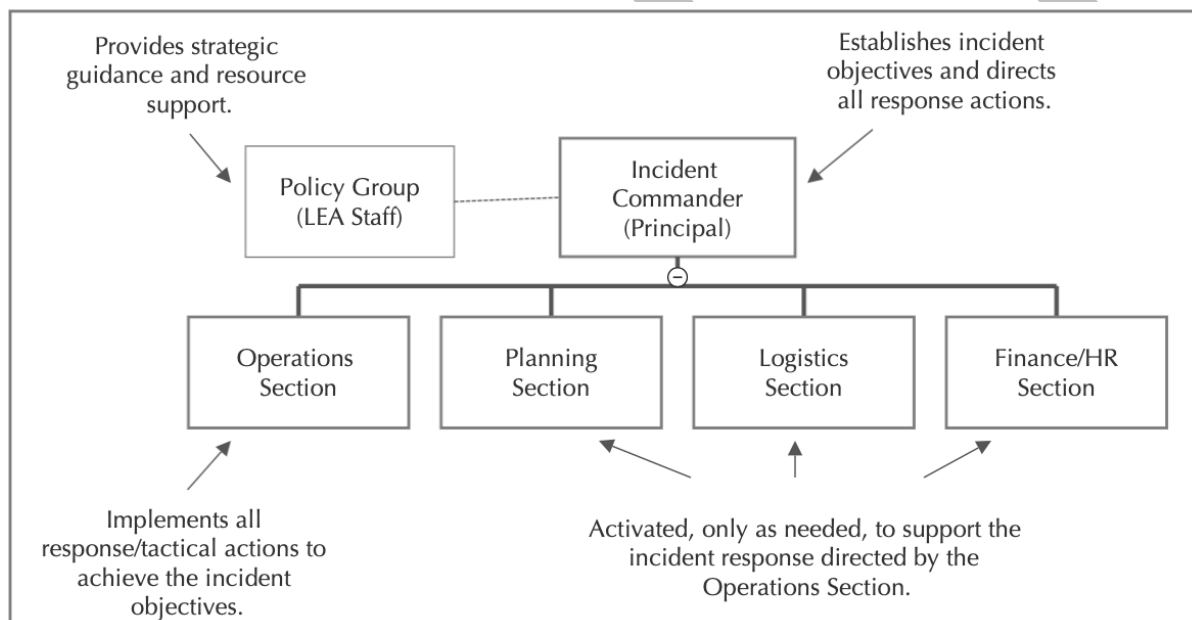 Provides strategic
guidance and resource
support.
Establishes incident
objectives and directs
all response actions.
Policy Group
(LEA Staff)
Incident
Commander
(Principal)
Operations
Section
Planning
Section
Logistics
Section
Finance/HR
Section
Implements all
response/tactical actions to
achieve the incident
objectives.
Activated, only as needed, to support the
incident response directed by the
Operations Section.